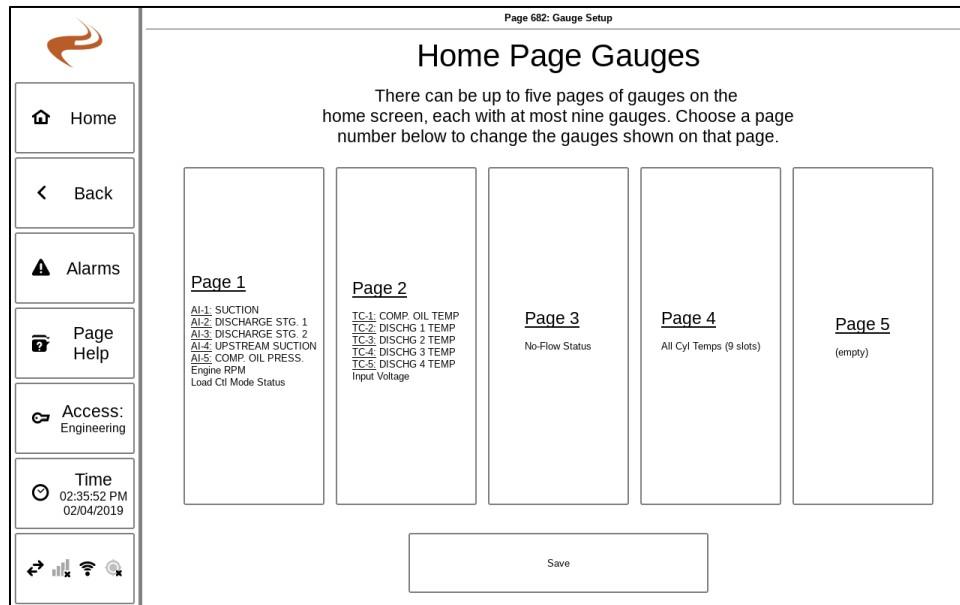 Page 682: Gauge Setup
Home
Back
Alarms
Page
Help
Access:
Engineering
Time
02:35:52 PM
02/04/2019
Home Page Gauges
There can be up to five pages of gauges on the
home screen, each with at most nine gauges. Choose a page
number below to change the gauges shown on that page.
Page 1
AI-1: SUCTION
AI-2: DISCHARGE STG. 1
AI-3: DISCHARGE STG. 2
AI-4: UPSTREAM SUCTION
AI-5: COMP. OIL PRESS.
Engine RPM
Load Ctl Mode Status
Page 2
TC-1: COMP. OIL TEMP
TC-2: DISCHG 1 TEMP
TC-3: DISCHG 2 TEMP
TC-4: DISCHG 3 TEMP
TC-5: DISCHG 4 TEMP
Input Voltage
Page 3
No-Flow Status
Page 4
All Cyl Temps (9 slots)
Page 5
(empty)
Save